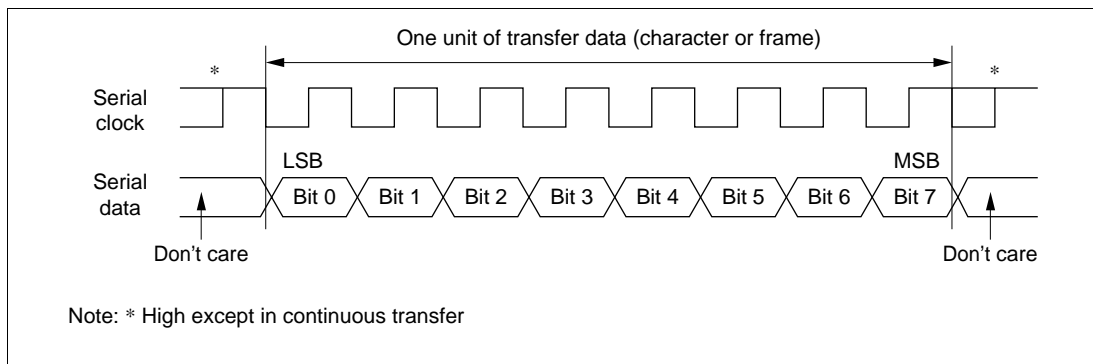 One unit of transfer data (character or frame)
*
*
Serial
clock
LSB
MSB
Serial
data
Bit 0
Bit 1
Bit 2
Bit 3
Bit 4
Bit 5
Bit 6
Bit 7
Don't care
Don't care
Note: * High except in continuous transfer